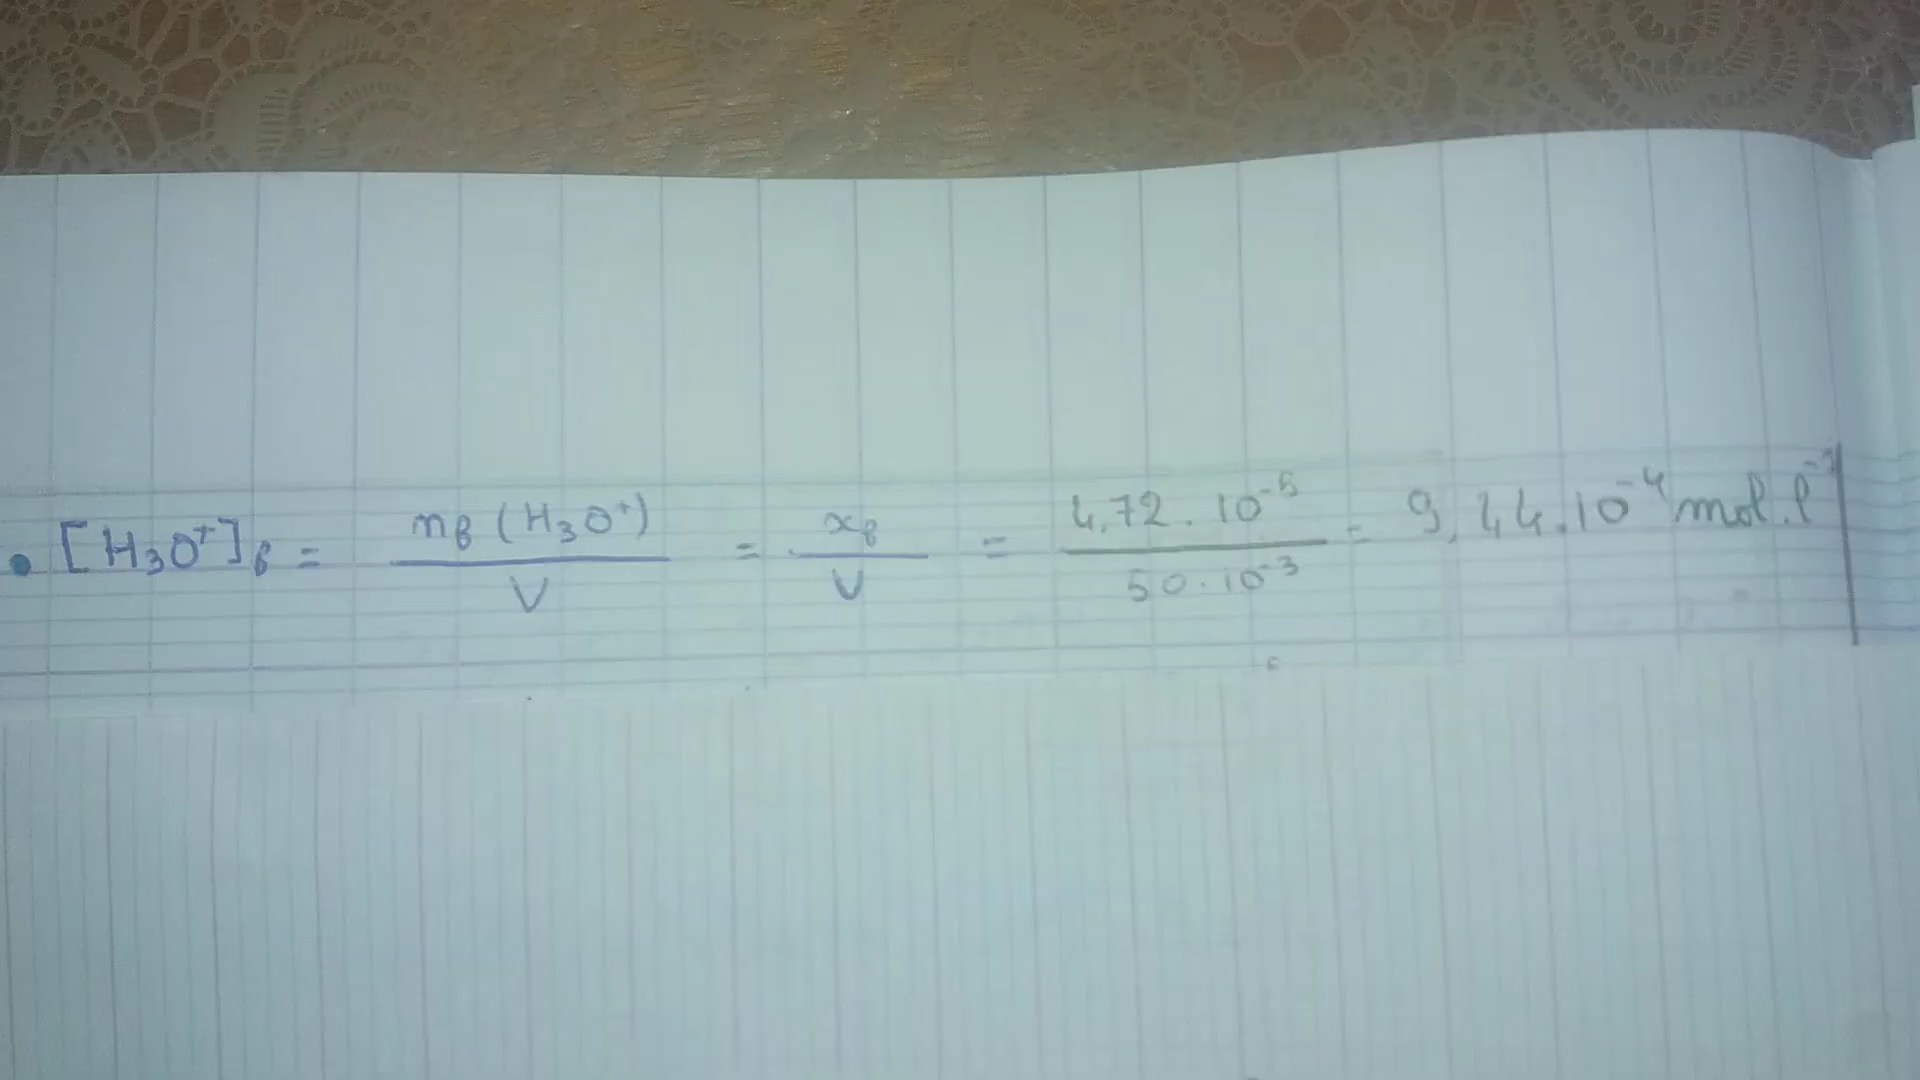 • [H₃O⁺]f = nf (H₃O⁺) / V = xf / V = 4,72 . 10⁻⁵ / 50 . 10⁻³ = 9,44 . 10⁻⁴ mol . l⁻¹